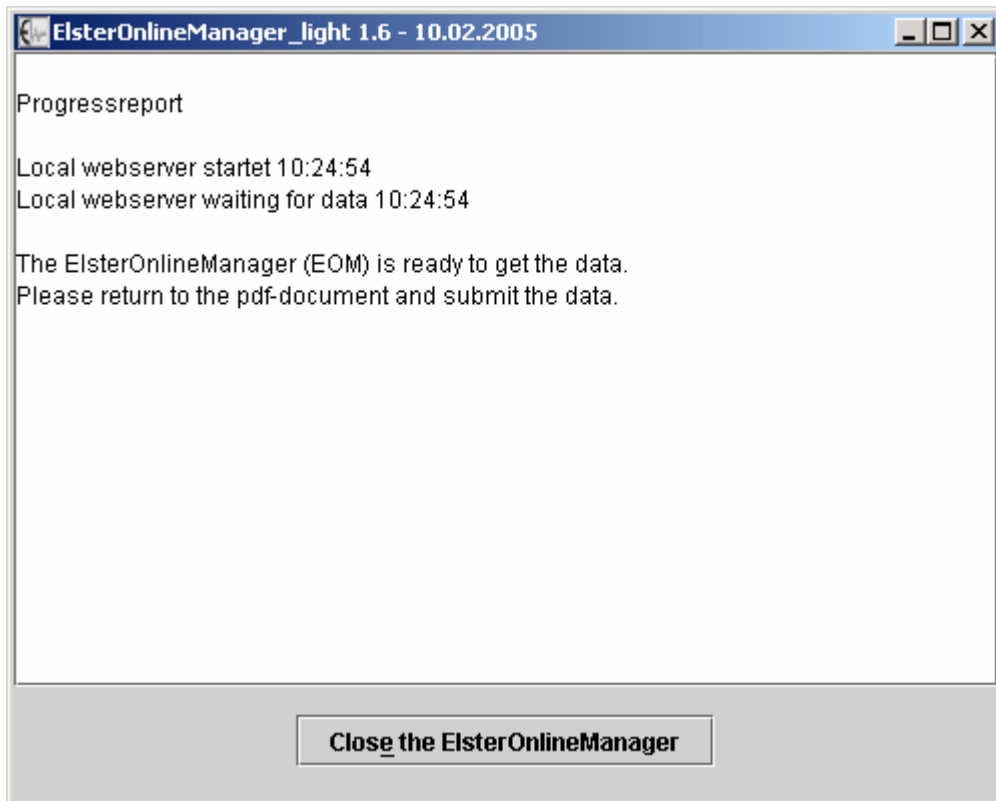 ElsterOnlineManager_light 1.6 - 10.02.2005
Progressreport
Local webserver startet 10:24:54
Local webserver waiting for data 10:24:54
The ElsterOnlineManager (EOM) is ready to get the data.
Please return to the pdf-document and submit the data.
Close the ElsterOnlineManager